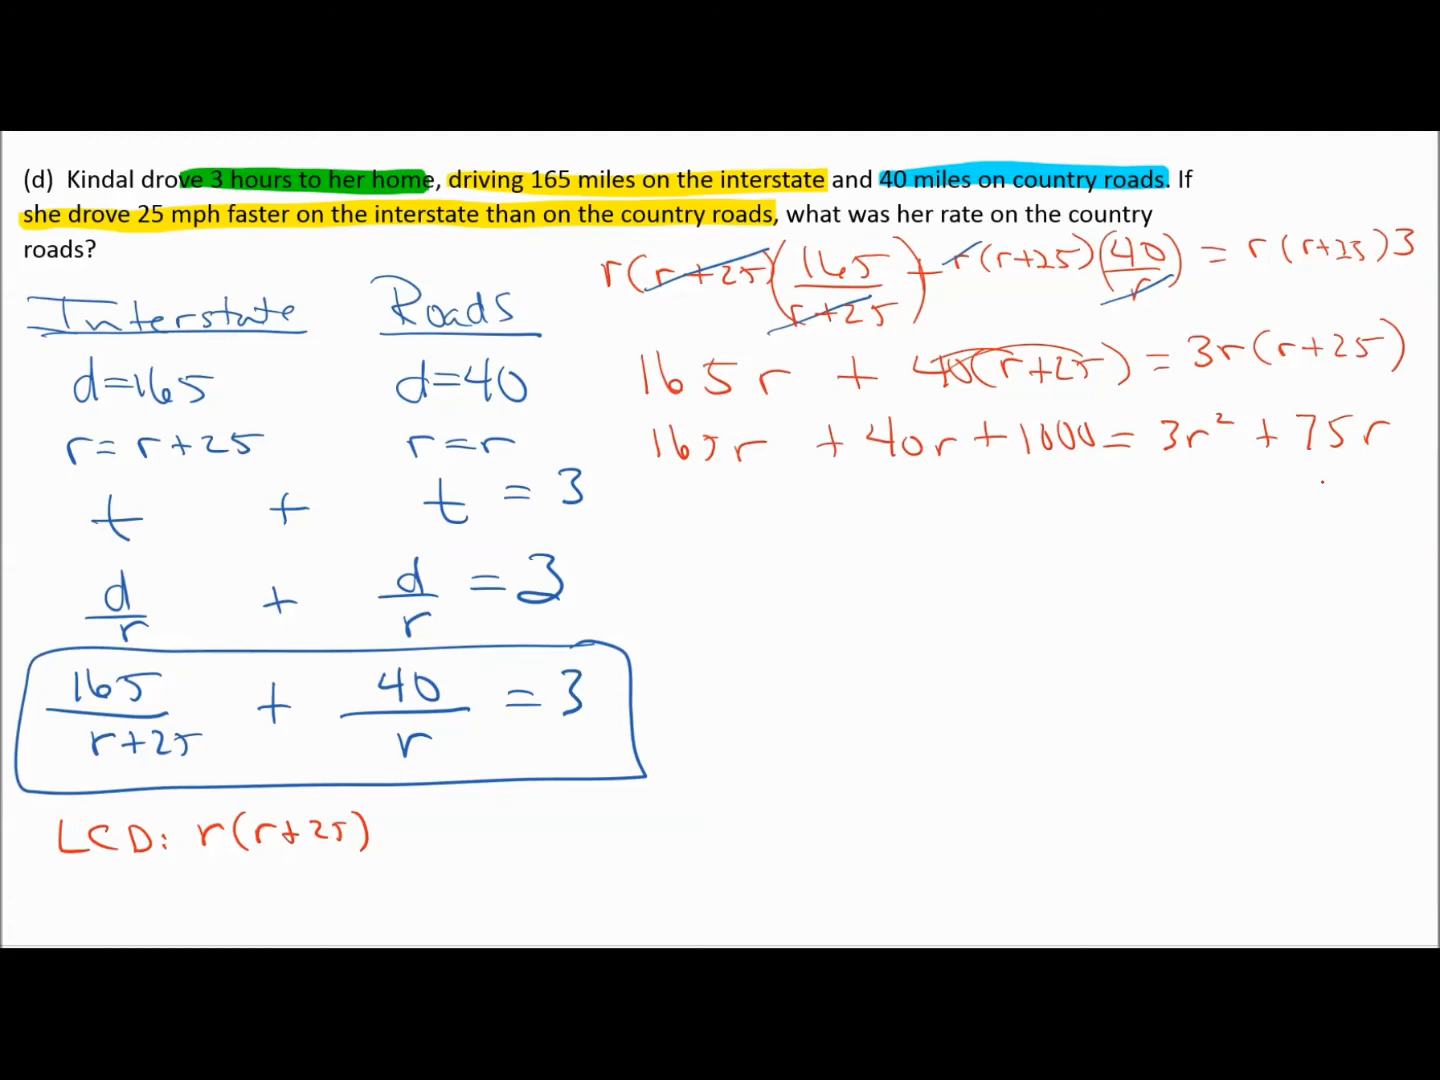 (d) Kindal drove 3 hours to her home, driving 165 miles on the interstate and 40 miles on country roads. If
she drove 25 mph faster on the interstate than on the country roads, what was her rate on the country
roads?
Interstate Roads
d=165 d=40
r= r+25 r=r
t + t = 3
d/r + d/r = 3
165/(r+25) + 40/r = 3
LCD: r(r+25)
r(r+25)(165/(r+25)) + r(r+25)(40/r) = r(r+25)3
165r + 40(r+25) = 3r(r+25)
165r + 40r + 1000 = 3r² + 75r